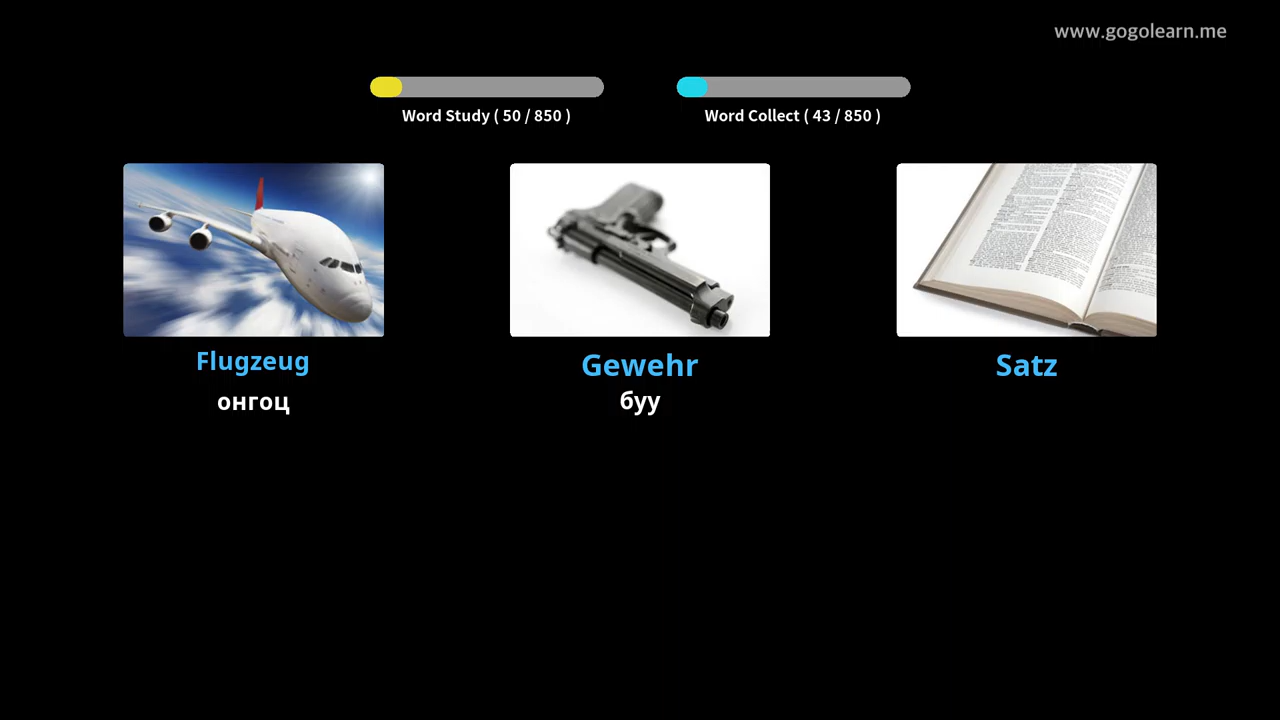 www.gogolearn.me
Word Study ( 50 / 850 )
Word Collect ( 43 / 850 )
Flugzeug
онгоц
Gewehr
буу
Satz